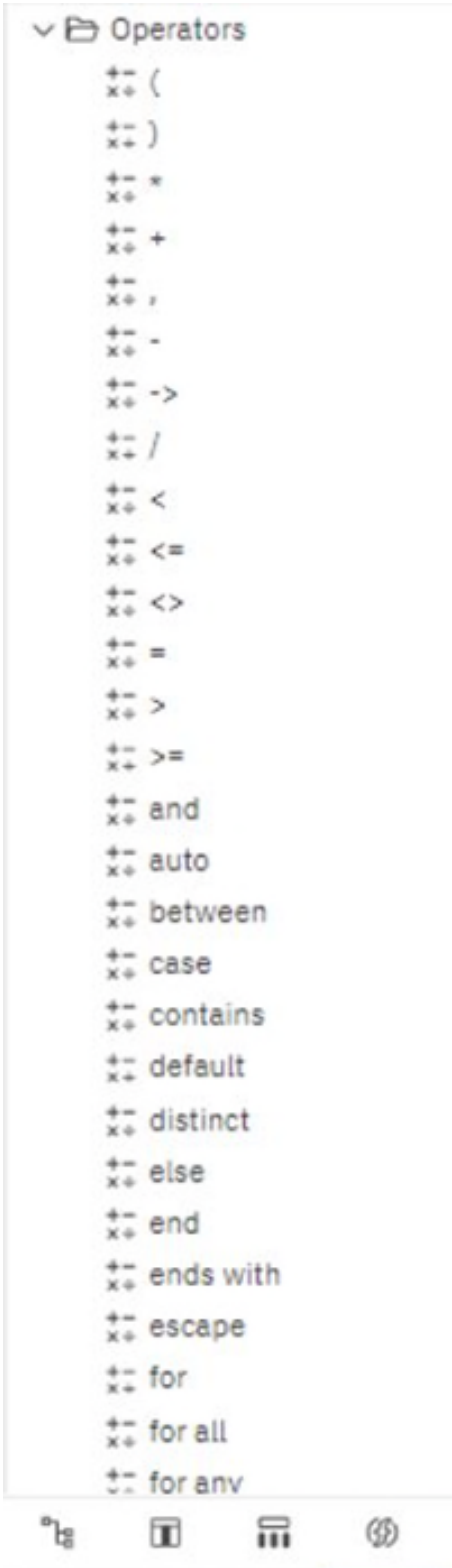 Operators
(
)
*
+
,
-
->
/
<
<=
<>
=
>
>=
and
auto
between
case
contains
default
distinct
else
end
ends with
escape
for
for all
for any